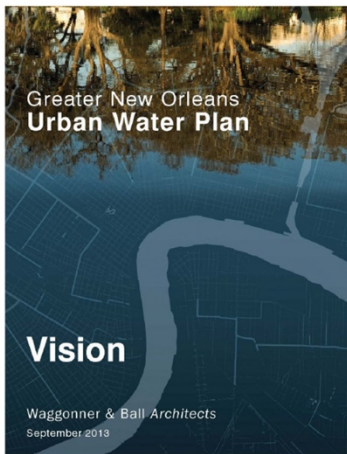 Greater New Orleans
Urban Water Plan
Vision
Waggonner & Ball Architects
September 2013